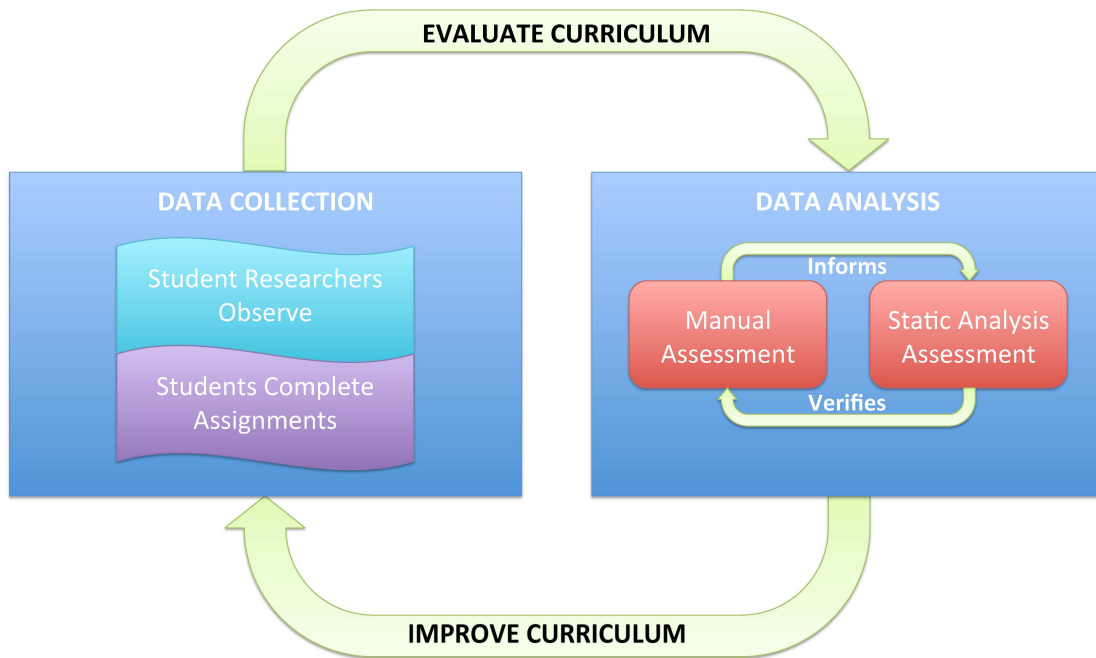 EVALUATE CURRICULUM
DATA COLLECTION
Student Researchers
Observe
Students Complete
Assignments
DATA ANALYSIS
Informs
Manual
Assessment
Static Analysis
Assessment
Verifies
IMPROVE CURRICULUM